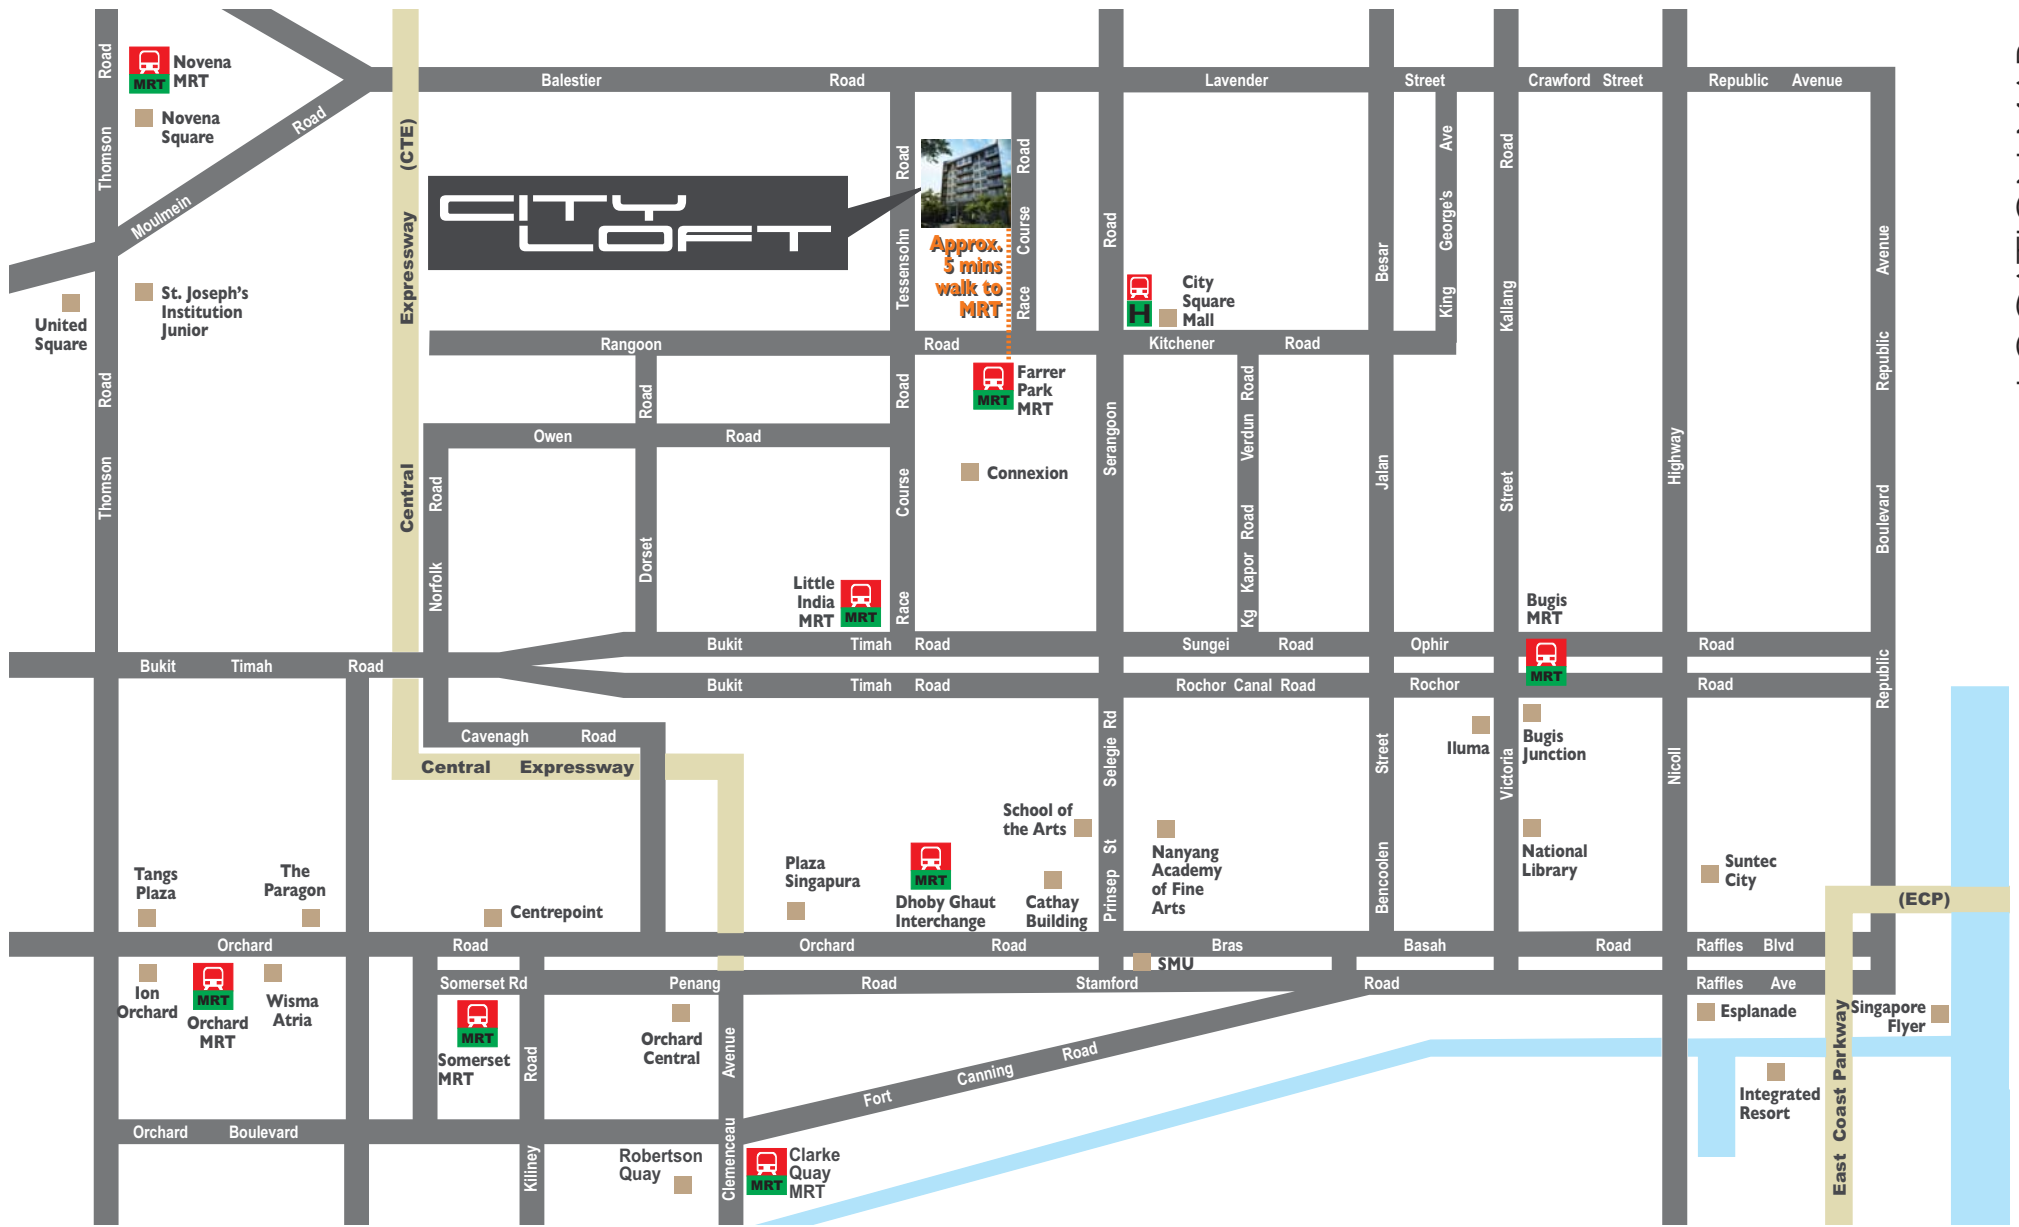 Novena
MRT
MRT
Novena
Square
Thomson Road
Thomson Road
Moulmein Road
St. Joseph's
Institution
Junior
United
Square
Central Expressway (CTE)
Balestier Road
Lavender Street
Crawford Street
Republic Avenue
CITY
LOFT
Approx.
5 mins
walk to
MRT
Tessensohn Road
Race Course Road
Serangoon Road
H
City
Square
Mall
Jalan Besar
King George's Ave
Kallang Road
Victoria Street
Nicoll Highway
Republic Avenue
Republic Boulevard
Rangoon Road
Kitchener Road
MRT
Farrer
Park
MRT
Connexion
Owen Road
Norfolk Road
Dorset Road
Race Course Road
Kg Kapor Road
Verdun Road
Little
India
MRT
MRT
Bugis
MRT
MRT
Bukit Timah Road
Bukit Timah Road
Sungei Road
Ophir Road
Bukit Timah Road
Rochor Canal Road
Rochor Road
Cavenagh Road
Central Expressway
Selegie Rd
Prinsep St
Bencoolen Street
Iluma
Bugis
Junction
School of
the Arts
Nanyang
Academy
of Fine
Arts
National
Library
Suntec
City
(ECP)
Tangs
Plaza
The
Paragon
Centrepoint
Plaza
Singapura
MRT
Dhoby Ghaut
Interchange
Cathay
Building
Orchard Road
Orchard Road
Bras Basah Road
Raffles Blvd
SMU
Ion
Orchard
MRT
Orchard
MRT
Wisma
Atria
Somerset Rd
Penang Road
Stamford Road
Raffles Ave
MRT
Somerset
MRT
Orchard
Central
Esplanade
Singapore
Flyer
Integrated
Resort
East Coast Parkway
Fort Canning Road
Orchard Boulevard
Killney Road
Clemenceau Avenue
Robertson
Quay
MRT
Clarke
Quay
MRT